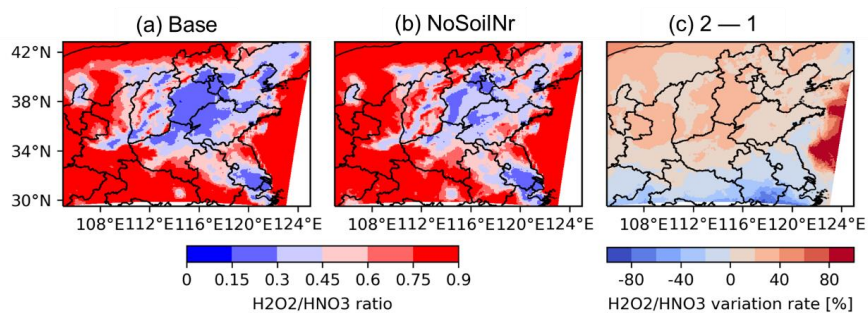 (a) Base
(b) NoSoilNr
(c) 2 — 1
42°N
38°N
34°N
30°N
108°E112°E116°E120°E124°E
108°E112°E116°E120°E124°E
108°E112°E116°E120°E124°E
0 0.15 0.3 0.45 0.6 0.75 0.9
H2O2/HNO3 ratio
-80 -40 0 40 80
H2O2/HNO3 variation rate [%]